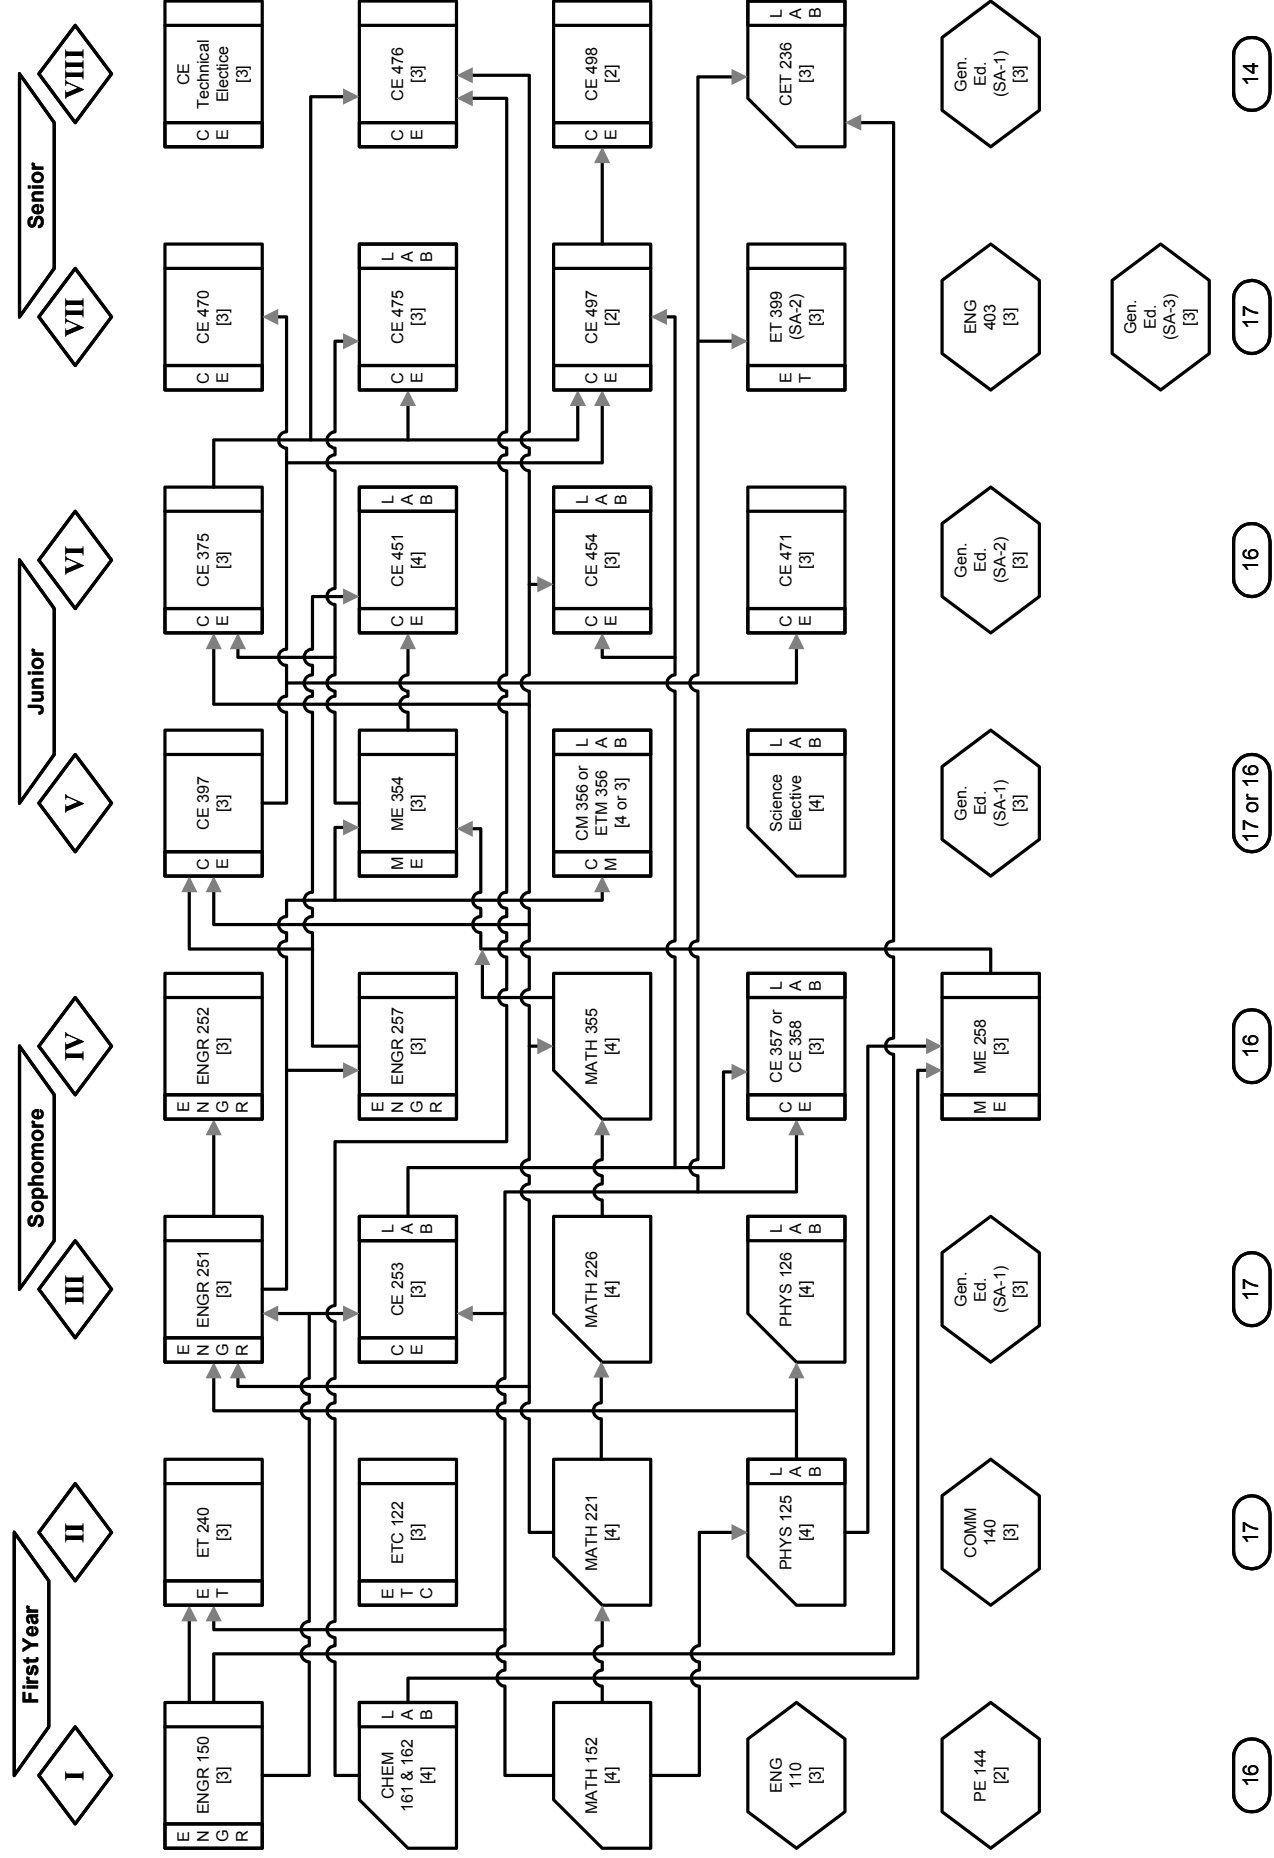 First Year
Sophomore
Junior
Senior
I
II
III
IV
V
VI
VII
VIII
E
N
G
R
ENGR 150
[3]
CHEM
161 & 162
[4]
L
A
B
MATH 152
[4]
ENG
110
[3]
PE 144
[2]
16
E
T
ET 240
[3]
E
T
C
ETC 122
[3]
MATH 221
[4]
PHYS 125
[4]
L
A
B
COMM
140
[3]
17
E
N
G
R
ENGR 251
[3]
C
E
CE 253
[3]
L
A
B
MATH 226
[4]
PHYS 126
[4]
L
A
B
Gen.
Ed.
(SA-1)
[3]
17
E
N
G
R
ENGR 252
[3]
E
N
G
R
ENGR 257
[3]
MATH 355
[4]
C
E
CE 357 or
CE 358
[3]
L
A
B
M
E
ME 258
[3]
16
C
E
CE 397
[3]
M
E
ME 354
[3]
C
M
CM 356 or
ETM 356
[4 or 3]
L
A
B
Science
Elective
[4]
L
A
B
Gen.
Ed.
(SA-1)
[3]
17 or 16
C
E
CE 375
[3]
C
E
CE 451
[4]
L
A
B
C
E
CE 454
[3]
L
A
B
C
E
CE 471
[3]
Gen.
Ed.
(SA-2)
[3]
16
C
E
CE 470
[3]
C
E
CE 475
[3]
L
A
B
C
E
CE 497
[2]
E
T
ET 399
(SA-2)
[3]
ENG
403
[3]
Gen.
Ed.
(SA-3)
[3]
17
C
E
CE
Technical
Electice
[3]
C
E
CE 476
[3]
C
E
CE 498
[2]
CET 236
[3]
L
A
B
Gen.
Ed.
(SA-1)
[3]
14